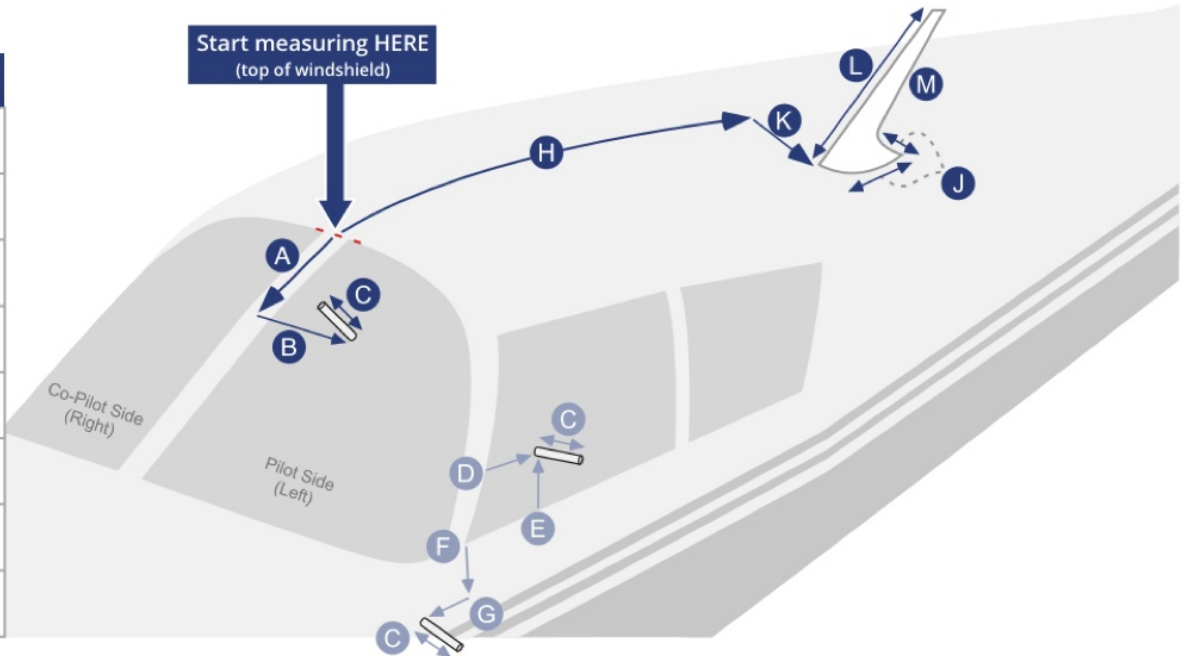 Start measuring HERE
(top of windshield)
L
M
K
H
J
A
C
B
Co-Pilot Side
(Right)
C
Pilot Side
(Left)
D
E
F
G
C